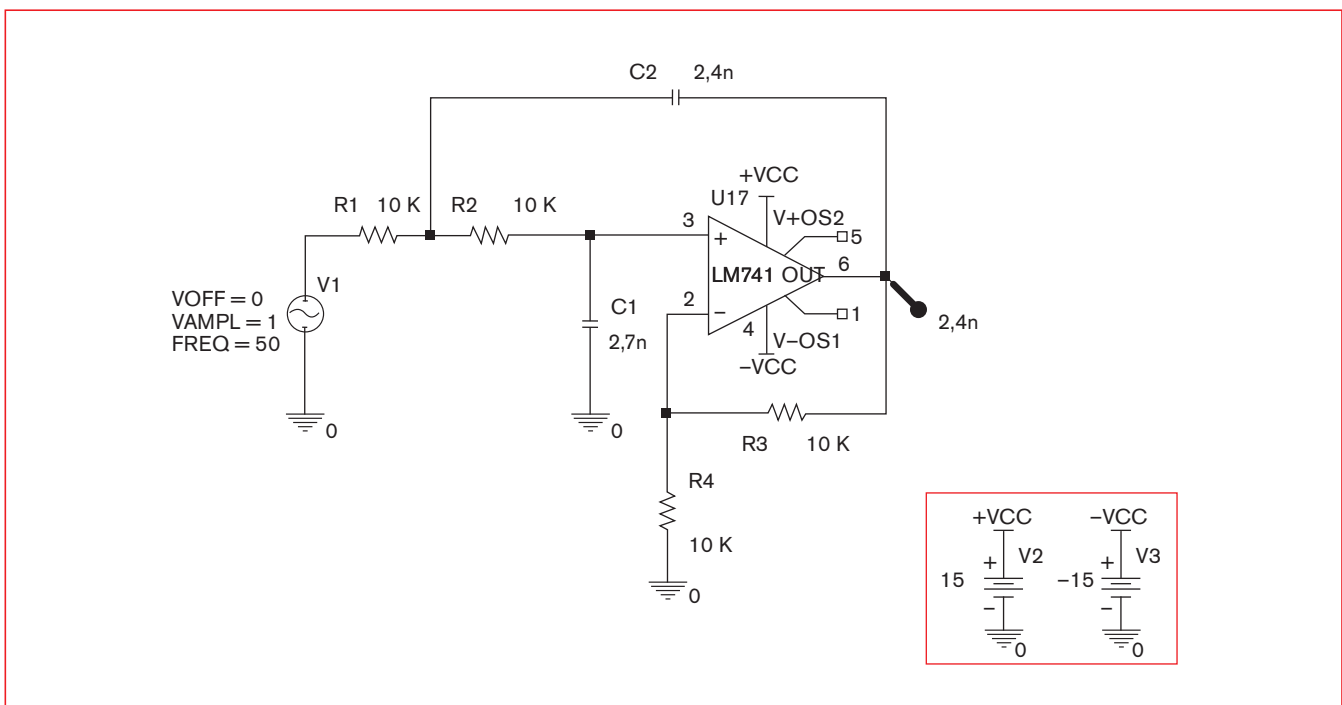 C2 2,4n
R1 10 K R2 10 K
+VCC
U17
V+OS2
3
5
+
LM741 OUT 6
V1
VOFF = 0
VAMPL = 1
FREQ = 50
C1
2,7n
2
−
1
4
V−OS1
−VCC
2,4n
0
0
R3 10 K
R4
10 K
0
+VCC −VCC
+ V2 + V3
15 −15
− −
0 0